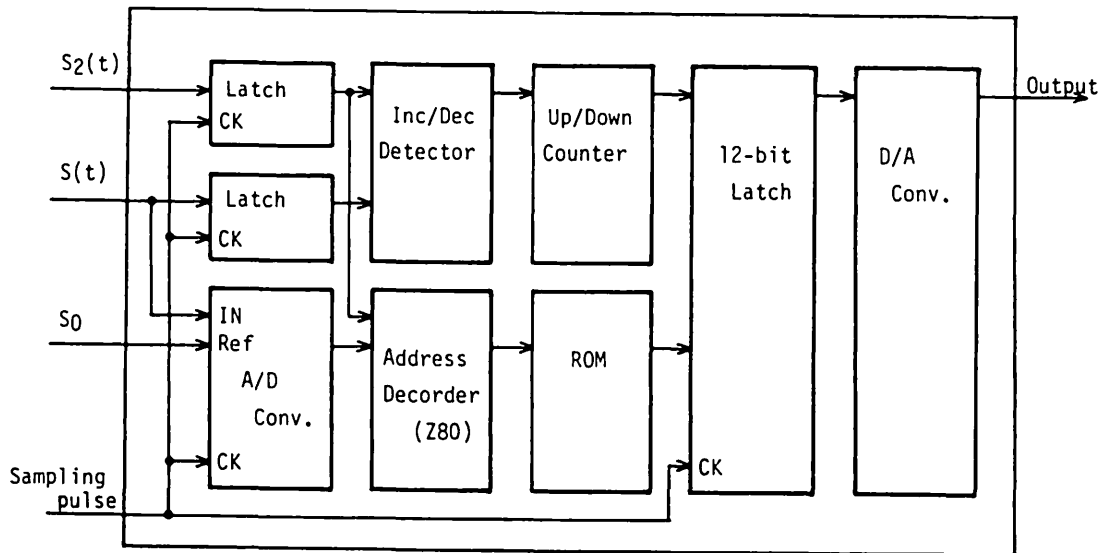 S2(t)
S(t)
S0
Sampling
pulse
Latch
CK
Latch
CK
IN
Ref
A/D
Conv.
CK
Inc/Dec
Detector
Address
Decorder
(Z80)
Up/Down
Counter
ROM
12-bit
Latch
CK
D/A
Conv.
Output